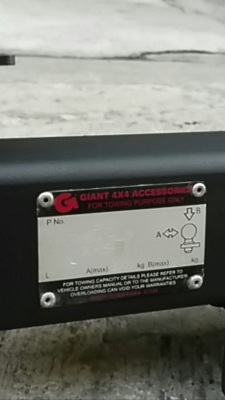 GIANT 4X4 ACCESSORIES
FOR TOWING PURPOSE ONLY
P No.
B
A
L A(max) kg B(max) kg
FOR TOWING CAPACITY DETAILS PLEASE REFER TO
VEHICLE OWNERS MANUAL OR TO THE MANUFACTURER
OVERLOADING CAN VOID YOUR WARRANTIES